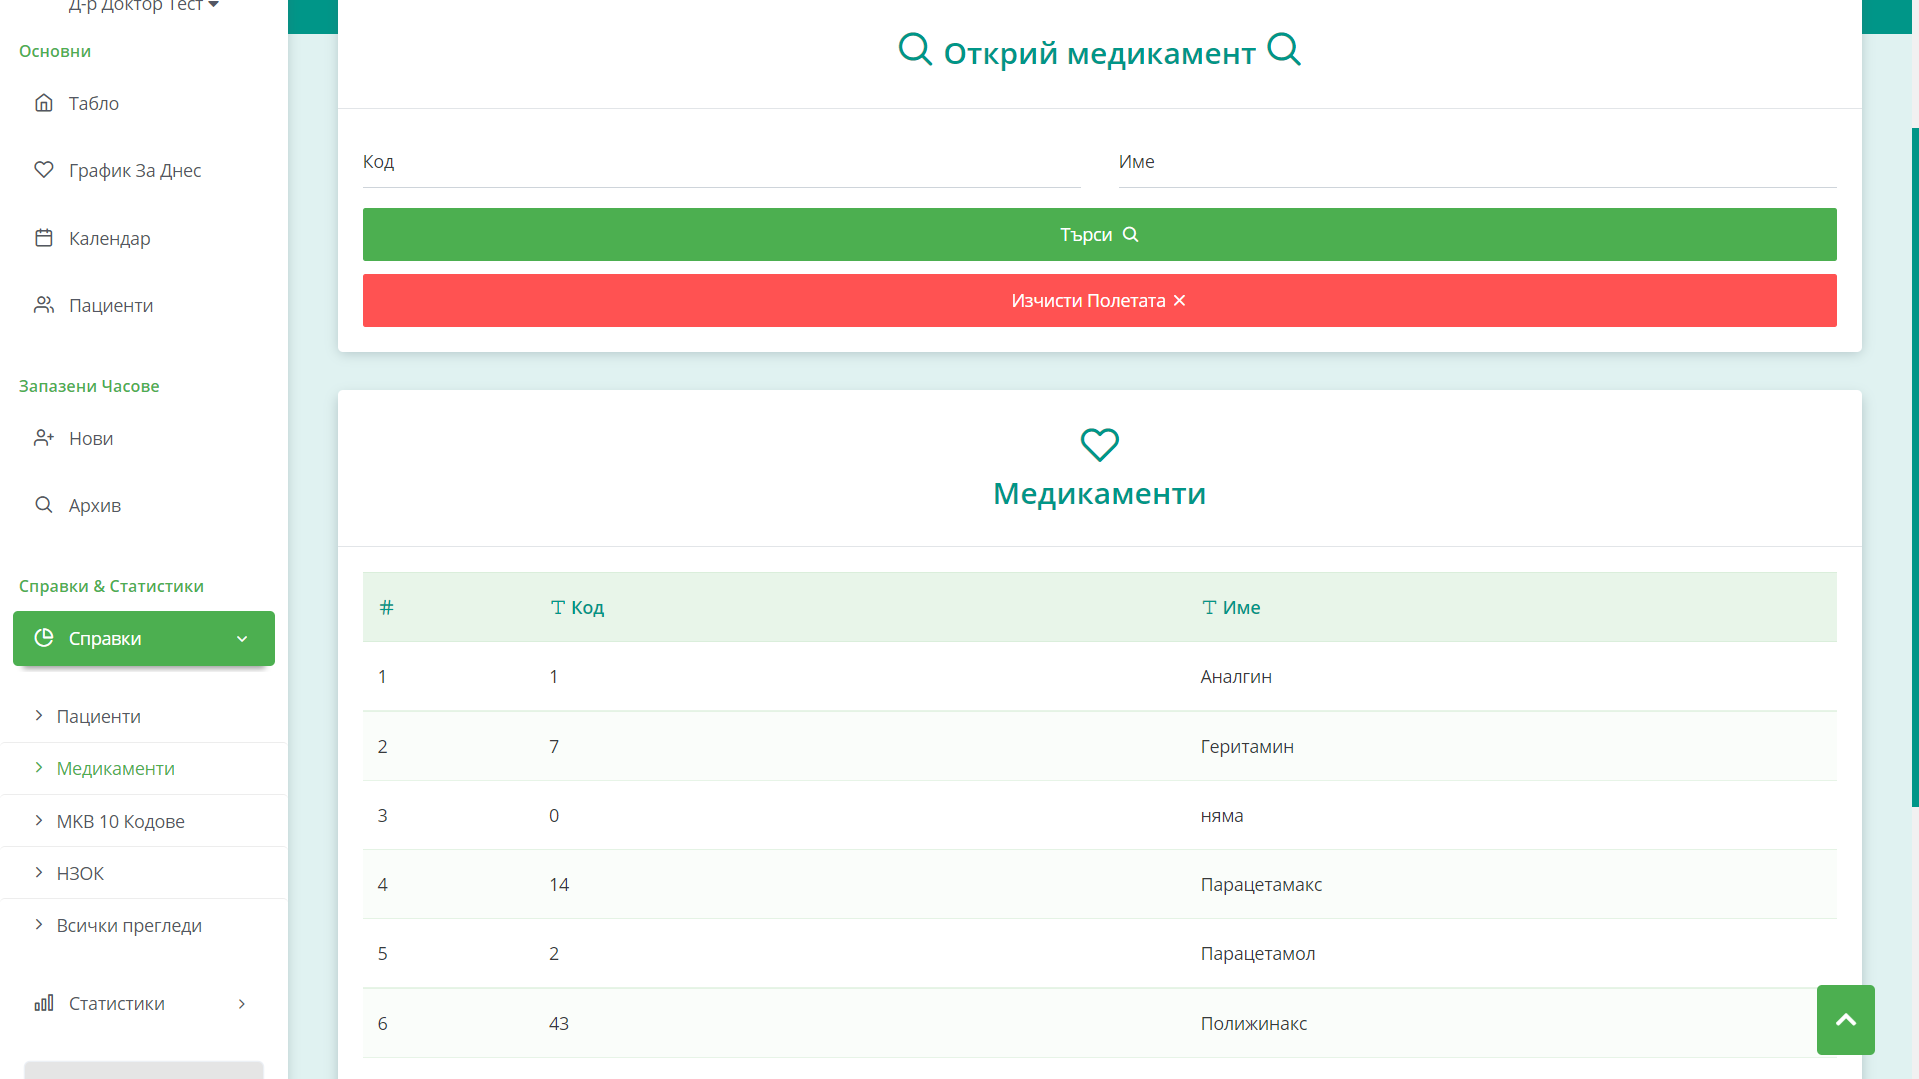 Д-р Доктор Тест
Основни
Табло
График За Днес
Календар
Пациенти
Запазени Часове
Нови
Архив
Справки & Статистики
Справки
Пациенти
Медикаменти
МКВ 10 Кодове
НЗОК
Всички прегледи
Статистики
Открий медикамент
Код
Име
Търси
Изчисти Полетата
Медикаменти
# Код Име
1 1 Аналгин
2 7 Геритамин
3 0 няма
4 14 Парацетамакс
5 2 Парацетамол
6 43 Полижинакс